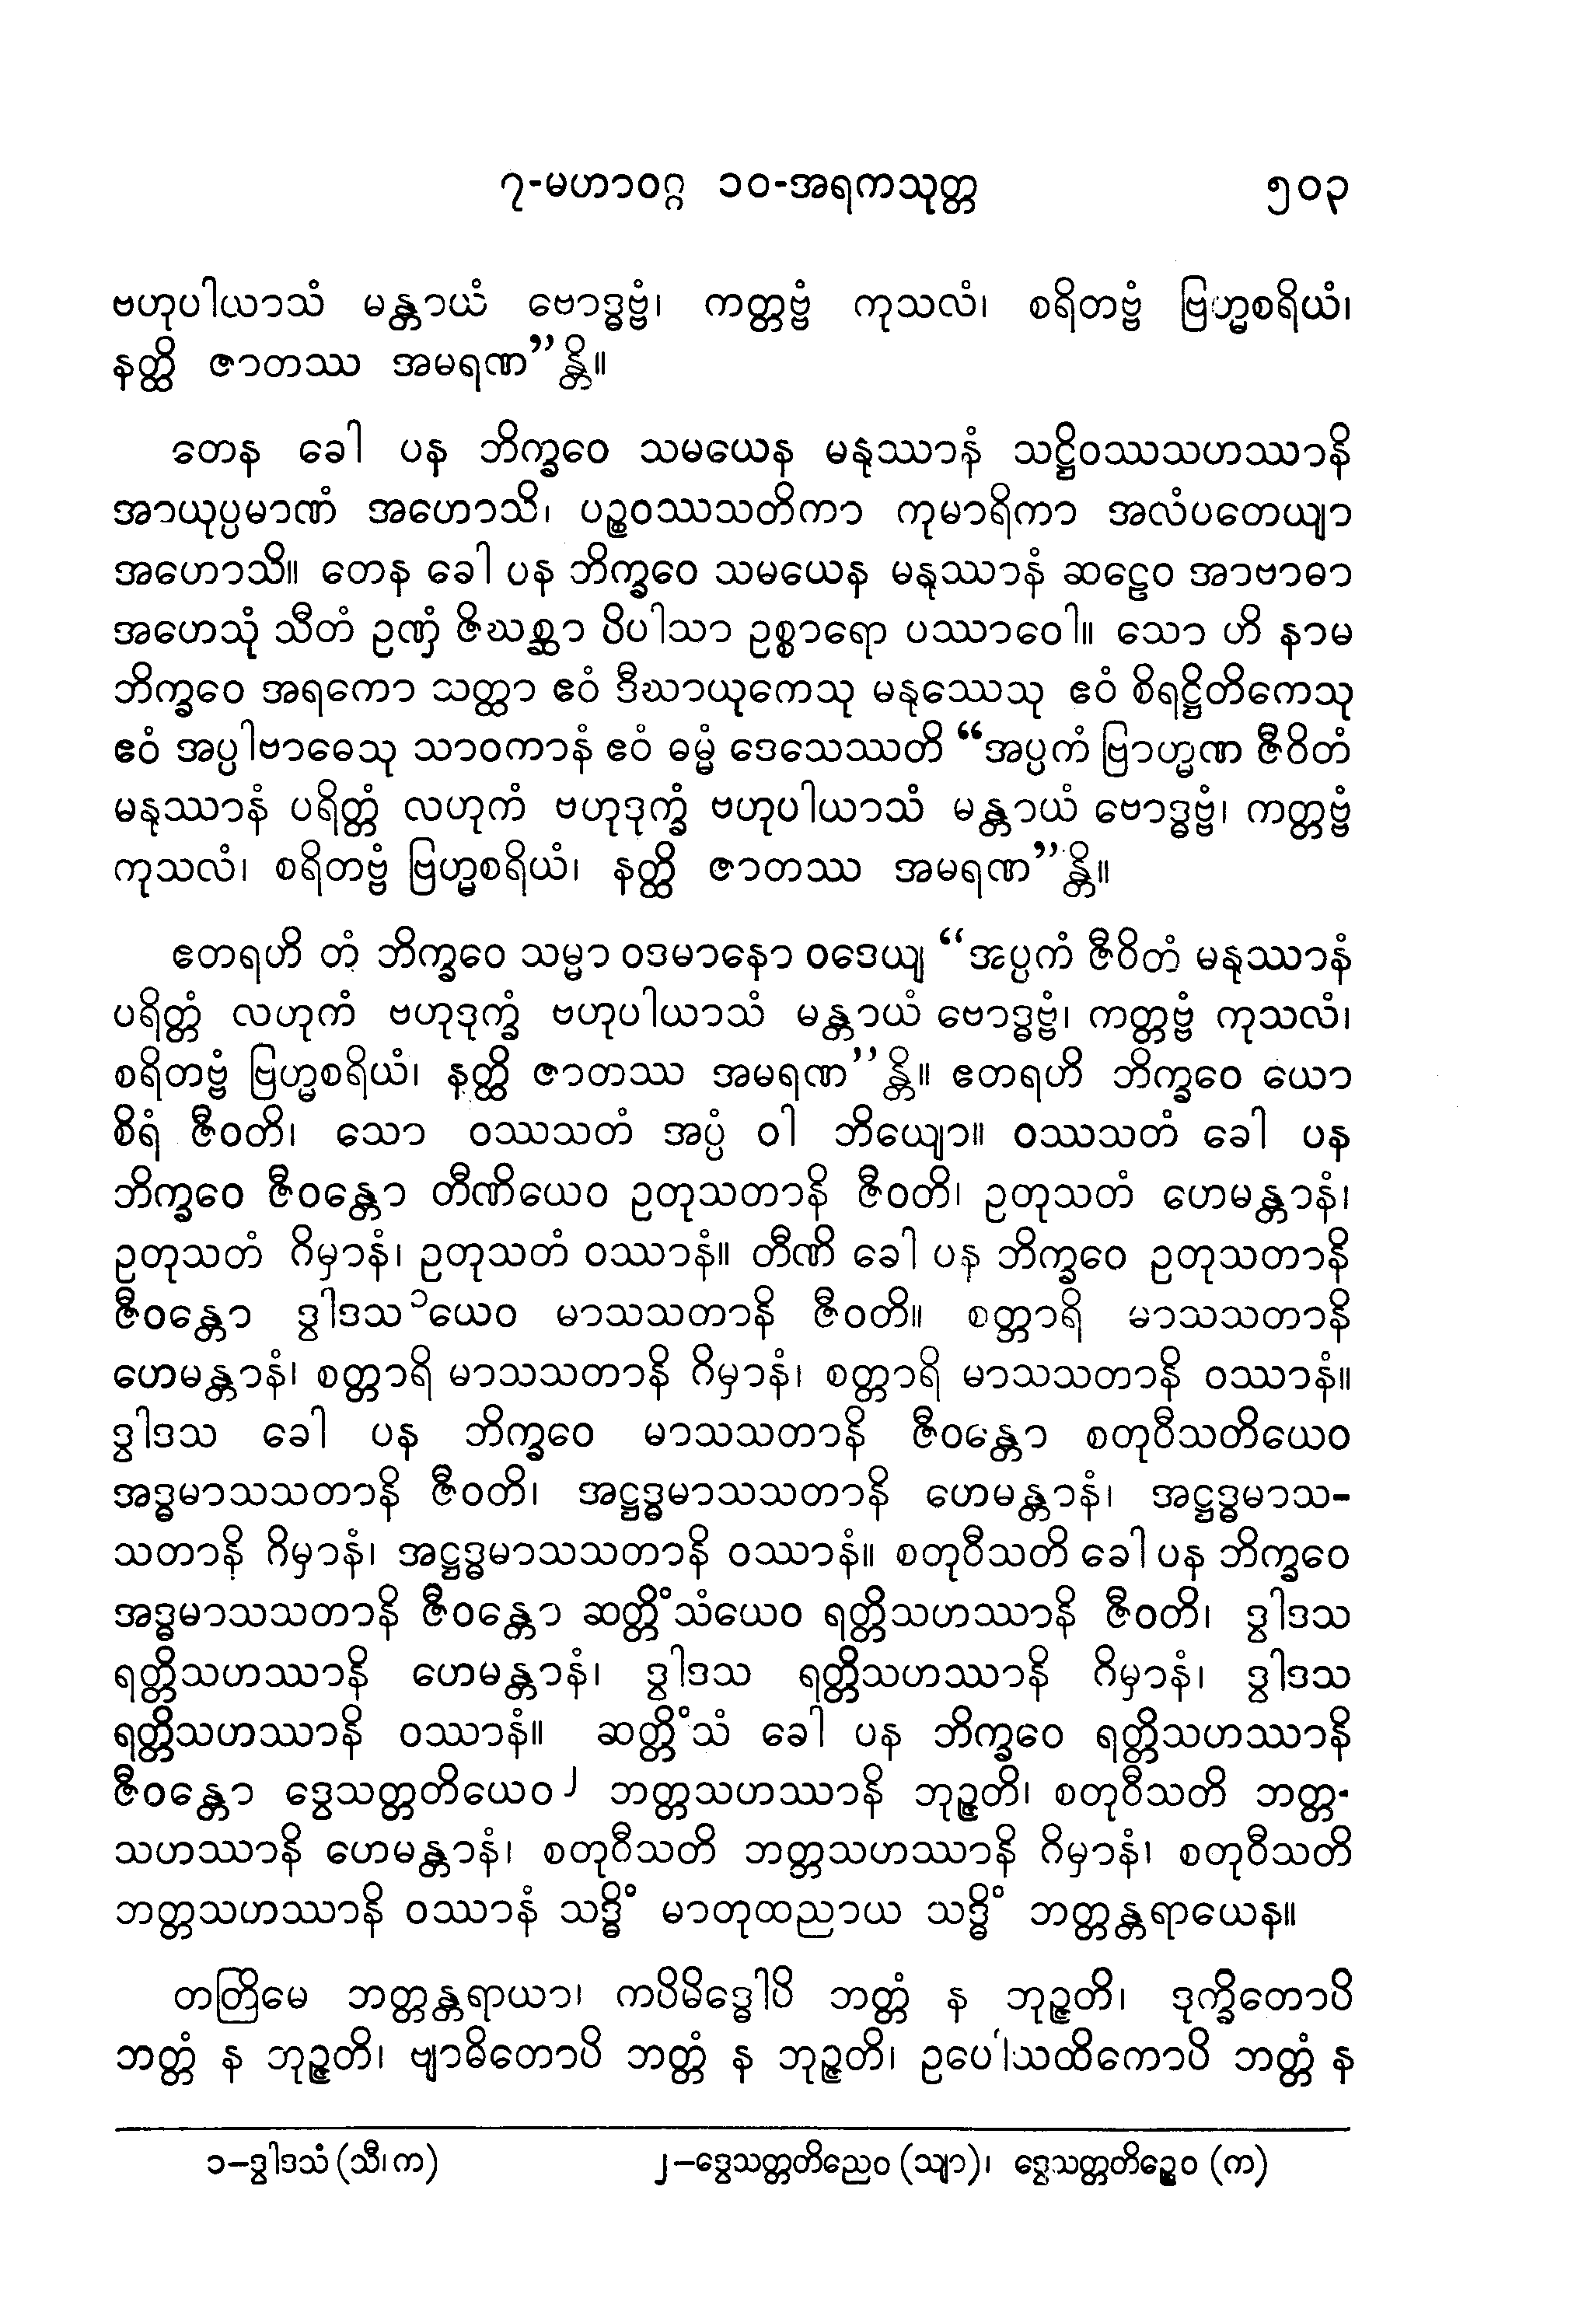 ၇-မဟာဝဂ္ဂ ၁၀-အရကသုတ္တ ၅၀၃
ဗဟုပါယာသံ မန္တာယံ ဗောဒ္ဓဗ္ဗံ၊ ကတ္တဗ္ဗံ ကုသလံ၊ စရိတဗ္ဗံ ဗြဟ္မစရိယံ၊
နတ္ထိ ဇာတဿ အမရဏ”န္တိ။
တေန ခေါ ပန ဘိက္ခဝေ သမယေန မနုဿာနံ သဋ္ဌိဝဿသဟဿာနိ
အာယုပ္ပမာဏံ အဟောသိ၊ ပဉ္စဝဿသတိကာ ကုမာရိကာ အလံပတေယျာ
အဟောသိ။ တေန ခေါ ပန ဘိက္ခဝေ သမယေန မနုဿာနံ ဆဠေဝ အာဗာဓာ
အဟေသုံ သီတံ ဥဏှံ ဇိဃစ္ဆာ ပိပါသာ ဥစ္စာရော ပဿာဝေါ။ သော ဟိ နာမ
ဘိက္ခဝေ အရကော သတ္ထာ ဧဝံ ဒီဃာယုကေသု မနုဿေသု ဧဝံ စိရဋ္ဌိတိကေသု
ဧဝံ အပ္ပါဗာဓေသု သာဝကာနံ ဧဝံ ဓမ္မံ ဒေသေဿတိ “အပ္ပကံ ဗြာဟ္မဏ ဇီဝိတံ
မနုဿာနံ ပရိတ္တံ လဟုကံ ဗဟုဒုက္ခံ ဗဟုပါယာသံ မန္တာယံ ဗောဒ္ဓဗ္ဗံ၊ ကတ္တဗ္ဗံ
ကုသလံ၊ စရိတဗ္ဗံ ဗြဟ္မစရိယံ၊ နတ္ထိ ဇာတဿ အမရဏ”န္တိ။
ဧတရဟိ တံ ဘိက္ခဝေ သမ္မာ ဝဒမာနော ဝဒေယျ “အပ္ပကံ ဇီဝိတံ မနုဿာနံ
ပရိတ္တံ လဟုကံ ဗဟုဒုက္ခံ ဗဟုပါယာသံ မန္တာယံ ဗောဒ္ဓဗ္ဗံ၊ ကတ္တဗ္ဗံ ကုသလံ၊
စရိတဗ္ဗံ ဗြဟ္မစရိယံ၊ နတ္ထိ ဇာတဿ အမရဏ”န္တိ။ ဧတရဟိ ဘိက္ခဝေ ယော
စိရံ ဇီဝတိ၊ သော ဝဿသတံ အပ္ပံ ဝါ ဘိယျော။ ဝဿသတံ ခေါ ပန
ဘိက္ခဝေ ဇီဝန္တော တီဏိယေဝ ဥတုသတာနိ ဇီဝတိ၊ ဥတုသတံ ဟေမန္တာနံ၊
ဥတုသတံ ဂိမှာနံ၊ ဥတုသတံ ဝဿာနံ။ တီဏိ ခေါ ပန ဘိက္ခဝေ ဥတုသတာနိ
ဇီဝန္တော ဒွါဒသ၁ယေဝ မာသသတာနိ ဇီဝတိ။ စတ္တာရိ မာသသတာနိ
ဟေမန္တာနံ၊ စတ္တာရိ မာသသတာနိ ဂိမှာနံ၊ စတ္တာရိ မာသသတာနိ ဝဿာနံ။
ဒွါဒသ ခေါ ပန ဘိက္ခဝေ မာသသတာနိ ဇီဝန္တော စတုဝီသတိယေဝ
အဒ္ဓမာသသတာနိ ဇီဝတိ၊ အဋ္ဌဒ္ဓမာသသတာနိ ဟေမန္တာနံ၊ အဋ္ဌဒ္ဓမာသ-
သတာနိ ဂိမှာနံ၊ အဋ္ဌဒ္ဓမာသသတာနိ ဝဿာနံ။ စတုဝီသတိ ခေါ ပန ဘိက္ခဝေ
အဒ္ဓမာသသတာနိ ဇီဝန္တော ဆတ္တိံသံယေဝ ရတ္တိသဟဿာနိ ဇီဝတိ၊ ဒွါဒသ
ရတ္တိသဟဿာနိ ဟေမန္တာနံ၊ ဒွါဒသ ရတ္တိသဟဿာနိ ဂိမှာနံ၊ ဒွါဒသ
ရတ္တိသဟဿာနိ ဝဿာနံ။ ဆတ္တိံသံ ခေါ ပန ဘိက္ခဝေ ရတ္တိသဟဿာနိ
ဇီဝန္တော ဒွေသတ္တတိယေဝ၂ ဘတ္တသဟဿာနိ ဘုဉ္ဇတိ၊ စတုဝီသတိ ဘတ္တ-
သဟဿာနိ ဟေမန္တာနံ၊ စတုဝီသတိ ဘတ္တသဟဿာနိ ဂိမှာနံ၊ စတုဝီသတိ
ဘတ္တသဟဿာနိ ဝဿာနံ သဒ္ဓိံ မာတုထညာယ သဒ္ဓိံ ဘတ္တန္တရာယေန။
တတြိမေ ဘတ္တန္တရာယာ၊ ကပိမိဒ္ဓေါပိ ဘတ္တံ န ဘုဉ္ဇတိ၊ ဒုက္ခိတောပိ
ဘတ္တံ န ဘုဉ္ဇတိ၊ ဗျာဓိတောပိ ဘတ္တံ န ဘုဉ္ဇတိ၊ ဥပေါသထိကောပိ ဘတ္တံ န
၁−ဒွါဒသံ (သီ၊က) ၂−ဒွေသတ္တတိညေဝ (သျာ)၊ ဒွေသတ္တတိဉ္စေဝ (က)